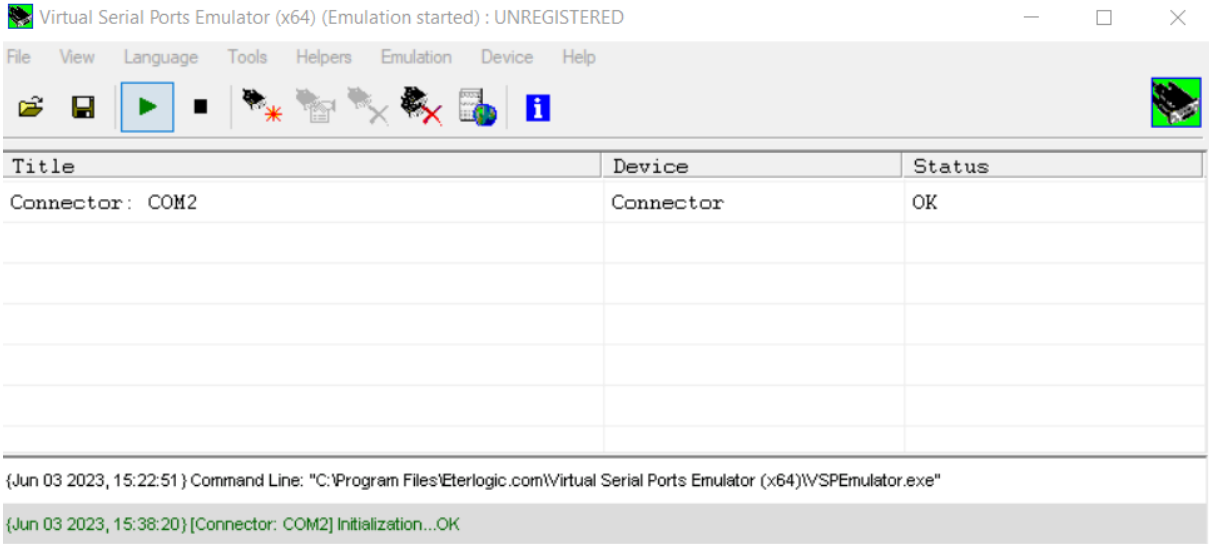 Virtual Serial Ports Emulator (x64) (Emulation started) : UNREGISTERED
File View Language Tools Helpers Emulation Device Help
Title Device Status
Connector: COM2 Connector OK
{Jun 03 2023, 15:22:51} Command Line: "C:\Program Files\Eterlogic.com\Virtual Serial Ports Emulator (x64)\VSPEmulator.exe"
{Jun 03 2023, 15:38:20} [Connector: COM2] Initialization...OK